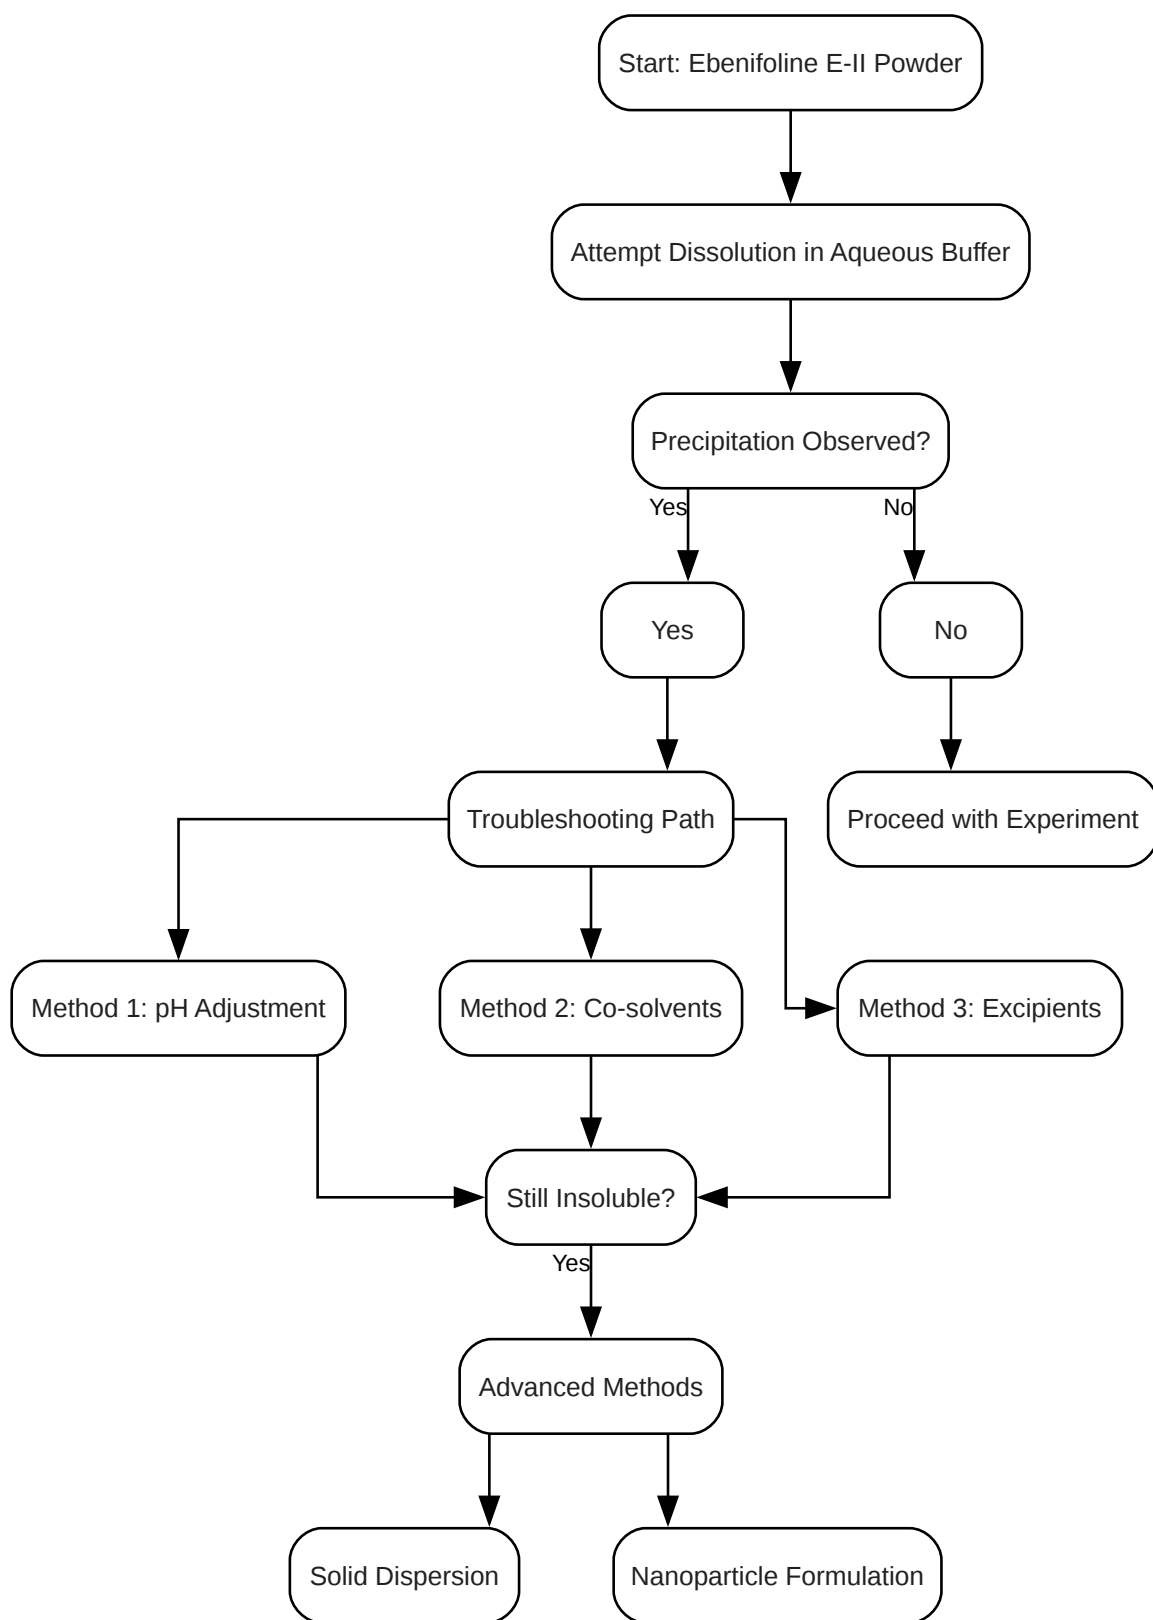 Start: Ebenifoline E-II Powder
Attempt Dissolution in Aqueous Buffer
Precipitation Observed?
Yes
No
Yes
No
Troubleshooting Path
Proceed with Experiment
Method 1: pH Adjustment
Method 2: Co-solvents
Method 3: Excipients
Still Insoluble?
Yes
Advanced Methods
Solid Dispersion
Nanoparticle Formulation